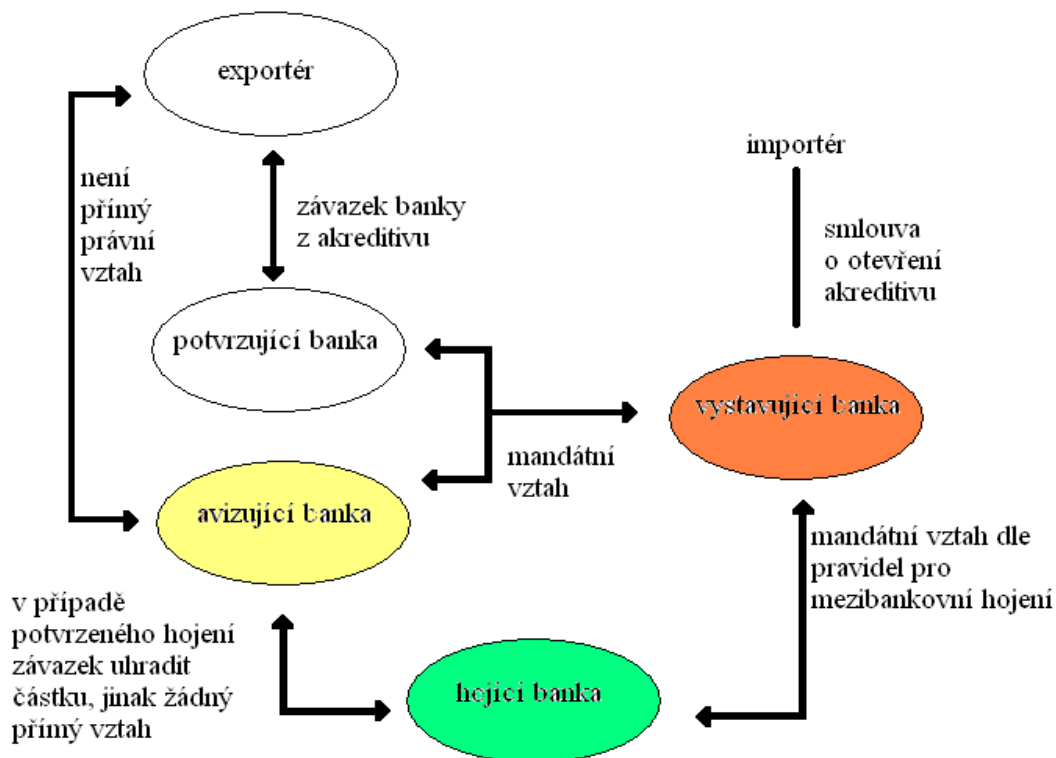 exportér
importér
není
přímý
právní
vztah
závazek banky
z akreditivu
smlouva
o otevření
akreditivu
potvrzující banka
vystavující banka
mandátní
vztah
avizující banka
mandátní vztah dle
pravidel pro
mezibankovní hojení
v případě
potvrzeného hojení
závazek uhradit
částku, jinak žádný
přímý vztah
hojící banka